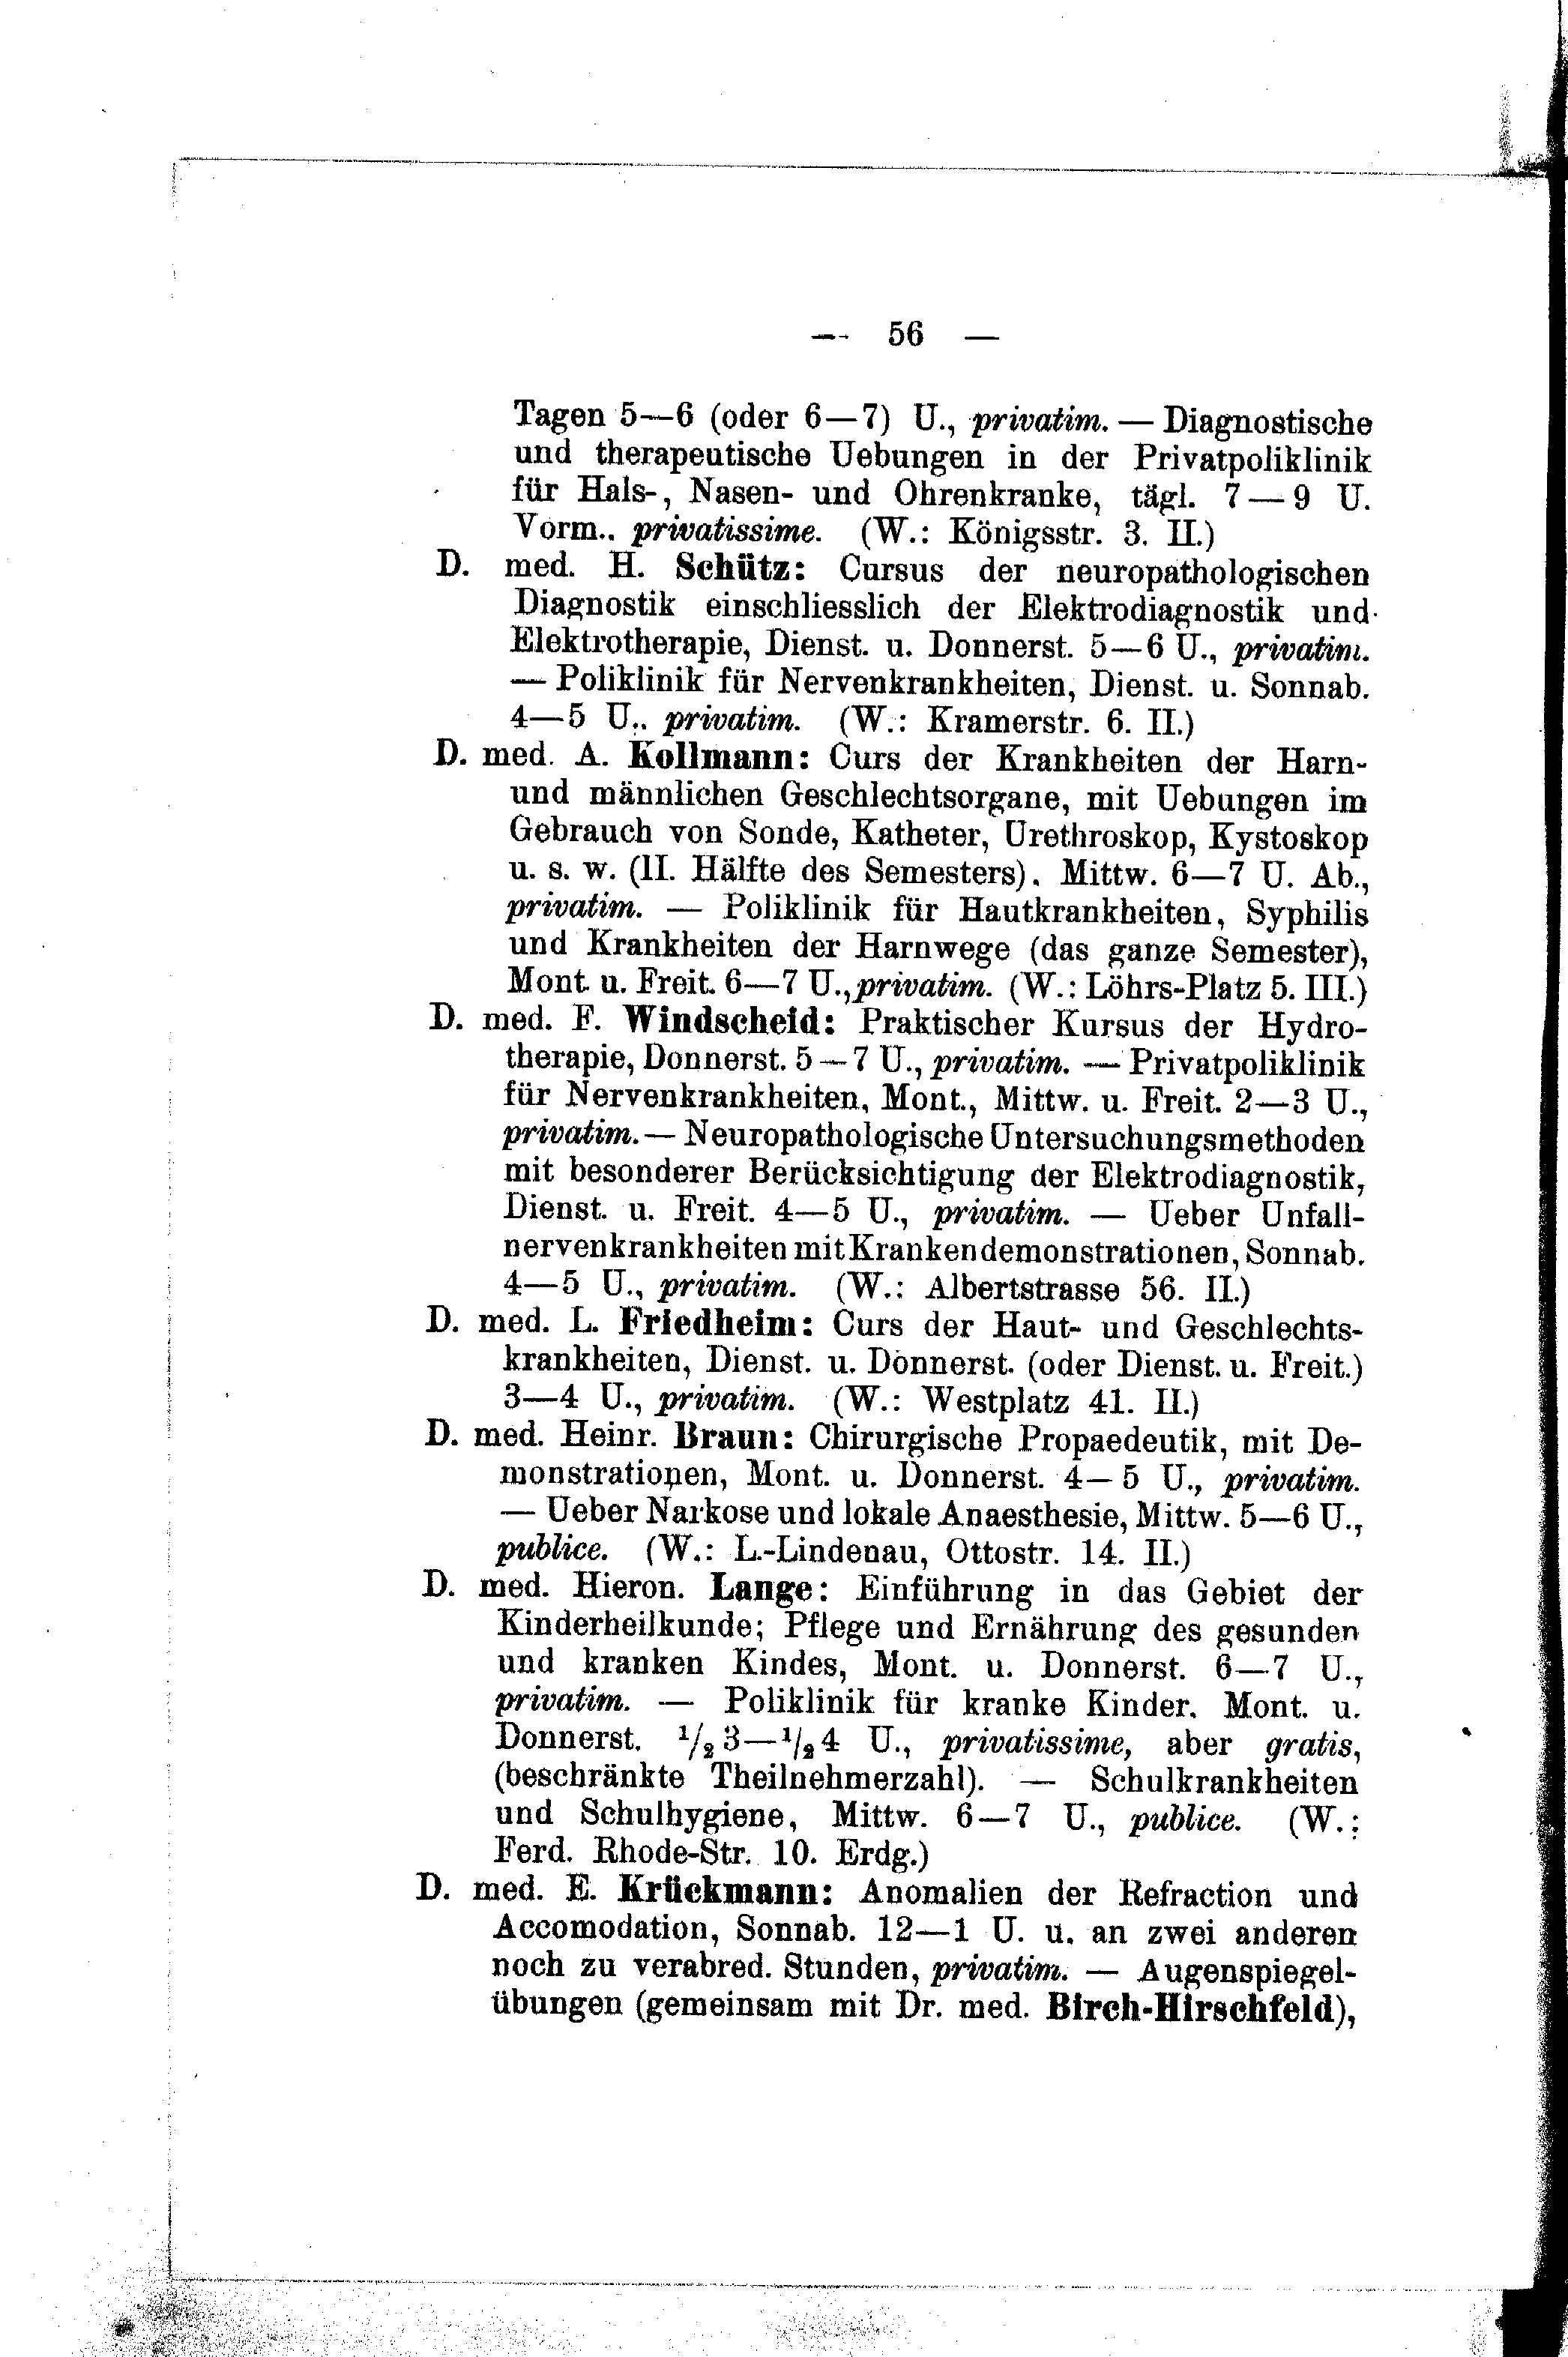 — 56 —
Tagen 5—6 (oder 6—7) U., privatim. — Diagnostische
und therapeutische Uebungen in der Privatpoliklinik
für Hals-, Nasen- und Ohrenkranke, tägl. 7—9 U.
Vorm.. privatissime. (W.: Königsstr. 3. II.)
D. med. H. Schütz: Cursus der neuropathologischen
Diagnostik einschliesslich der Elektrodiagnostik und
Elektrotherapie, Dienst. u. Donnerst. 5—6 U., privatim.
— Poliklinik für Nervenkrankheiten, Dienst. u. Sonnab.
4—5 U.. privatim. (W.: Kramerstr. 6. II.)
D. med. A. Kollmann: Curs der Krankheiten der Harn-
und männlichen Geschlechtsorgane, mit Uebungen im
Gebrauch von Sonde, Katheter, Urethroskop, Kystoskop
u. s. w. (II. Hälfte des Semesters). Mittw. 6—7 U. Ab.,
privatim. — Poliklinik für Hautkrankheiten, Syphilis
und Krankheiten der Harnwege (das ganze Semester),
Mont. u. Freit. 6—7 U., privatim. (W.: Löhrs-Platz 5. III.)
D. med. F. Windscheid: Praktischer Kursus der Hydro-
therapie, Donnerst. 5—7 U., privatim. — Privatpoliklinik
für Nervenkrankheiten, Mont., Mittw. u. Freit. 2—3 U.,
privatim. — Neuropathologische Untersuchungsmethoden
mit besonderer Berücksichtigung der Elektrodiagnostik,
Dienst. u. Freit. 4—5 U., privatim. — Ueber Unfall-
nervenkrankheiten mit Krankendemonstrationen, Sonnab.
4—5 U., privatim. (W.: Albertstrasse 56. II.)
D. med. L. Friedheim: Curs der Haut- und Geschlechts-
krankheiten, Dienst. u. Donnerst. (oder Dienst. u. Freit.)
3—4 U., privatim. (W.: Westplatz 41. II.)
D. med. Heinr. Braun: Chirurgische Propaedeutik, mit De-
monstrationen, Mont. u. Donnerst. 4—5 U., privatim.
— Ueber Narkose und lokale Anaesthesie, Mittw. 5—6 U.,
publice. (W.: L.-Lindenau, Ottostr. 14. II.)
D. med. Hieron. Lange: Einführung in das Gebiet der
Kinderheilkunde; Pflege und Ernährung des gesunden
und kranken Kindes, Mont. u. Donnerst. 6—7 U.,
privatim. — Poliklinik für kranke Kinder. Mont. u.
Donnerst. 1/2 3—1/2 4 U., privatissime, aber gratis,
(beschränkte Theilnehmerzahl). — Schulkrankheiten
und Schulhygiene, Mittw. 6—7 U., publice. (W.:
Ferd. Rhode-Str. 10. Erdg.)
D. med. E. Krückmann: Anomalien der Refraction und
Accomodation, Sonnab. 12—1 U. u. an zwei anderen
noch zu verabred. Stunden, privatim. — Augenspiegel-
übungen (gemeinsam mit Dr. med. Birch-Hirschfeld),